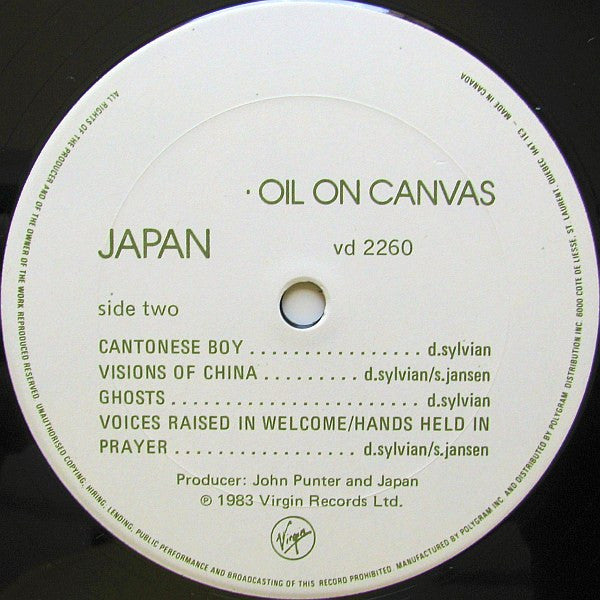 OIL ON CANVAS
JAPAN
vd 2260
side two
CANTONESE BOY ................ d.sylvian
VISIONS OF CHINA ......... d.sylvian/s.jansen
GHOSTS ....................... d.sylvian
VOICES RAISED IN WELCOME/HANDS HELD IN
PRAYER ................. d.sylvian/s.jansen
Producer: John Punter and Japan
℗ 1983 Virgin Records Ltd.
Virgin
ALL RIGHTS OF THE PRODUCER AND OF THE OWNER OF THE WORK REPRODUCED RESERVED. UNAUTHORISED COPYING, HIRING, LENDING, PUBLIC PERFORMANCE AND BROADCASTING OF THIS RECORD PROHIBITED. MANUFACTURED BY POLYGRAM INC. AND DISTRIBUTED BY POLYGRAM DISTRIBUTION INC. 6000 COTE DE LIESSE, ST. LAURENT, QUEBEC H4T 1E3 – MADE IN CANADA